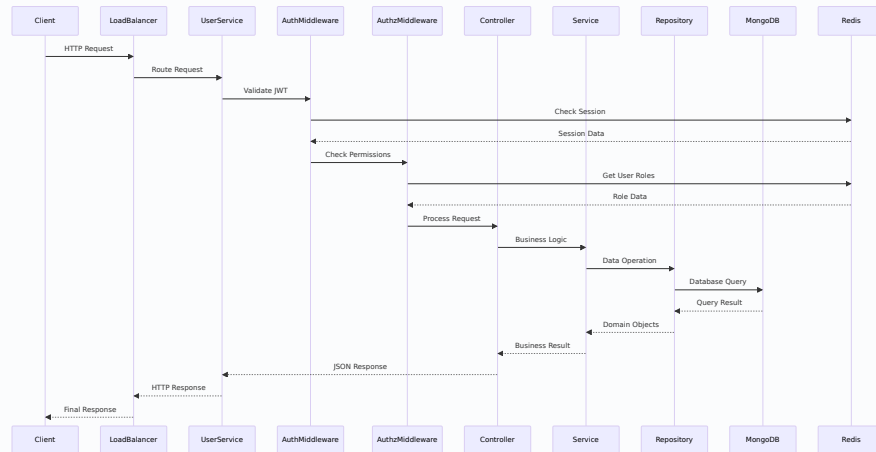 Client LoadBalancer UserService AuthMiddleware AuthzMiddleware Controller Service Repository MongoDB Redis
HTTP Request
Route Request
Validate JWT
Check Session
Session Data
Check Permissions
Get User Roles
Role Data
Process Request
Business Logic
Data Operation
Database Query
Query Result
Domain Objects
Business Result
JSON Response
HTTP Response
Final Response
Client LoadBalancer UserService AuthMiddleware AuthzMiddleware Controller Service Repository MongoDB Redis